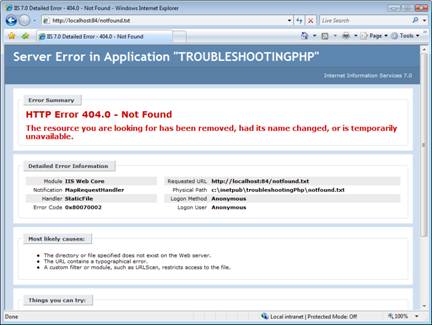 IIS 7.0 Detailed Error - 404.0 - Not Found - Windows Internet Explorer
http://localhost:84/notfound.txt
Live Search
IIS 7.0 Detailed Error - 404.0 - Not Found
Page
Tools
Server Error in Application "TROUBLESHOOTINGPHP"
Internet Information Services 7.0
Error Summary
HTTP Error 404.0 - Not Found
The resource you are looking for has been removed, had its name changed, or is temporarily
unavailable.
Detailed Error Information
Module IIS Web Core
Notification MapRequestHandler
Handler StaticFile
Error Code 0x80070002
Requested URL http://localhost:84/notfound.txt
Physical Path c:\inetpub\troubleshootingPhp\notfound.txt
Logon Method Anonymous
Logon User Anonymous
Most likely causes:
The directory or file specified does not exist on the Web server.
The URL contains a typographical error.
A custom filter or module, such as URLScan, restricts access to the file.
Things you can try:
Done
Local intranet | Protected Mode: Off
100%